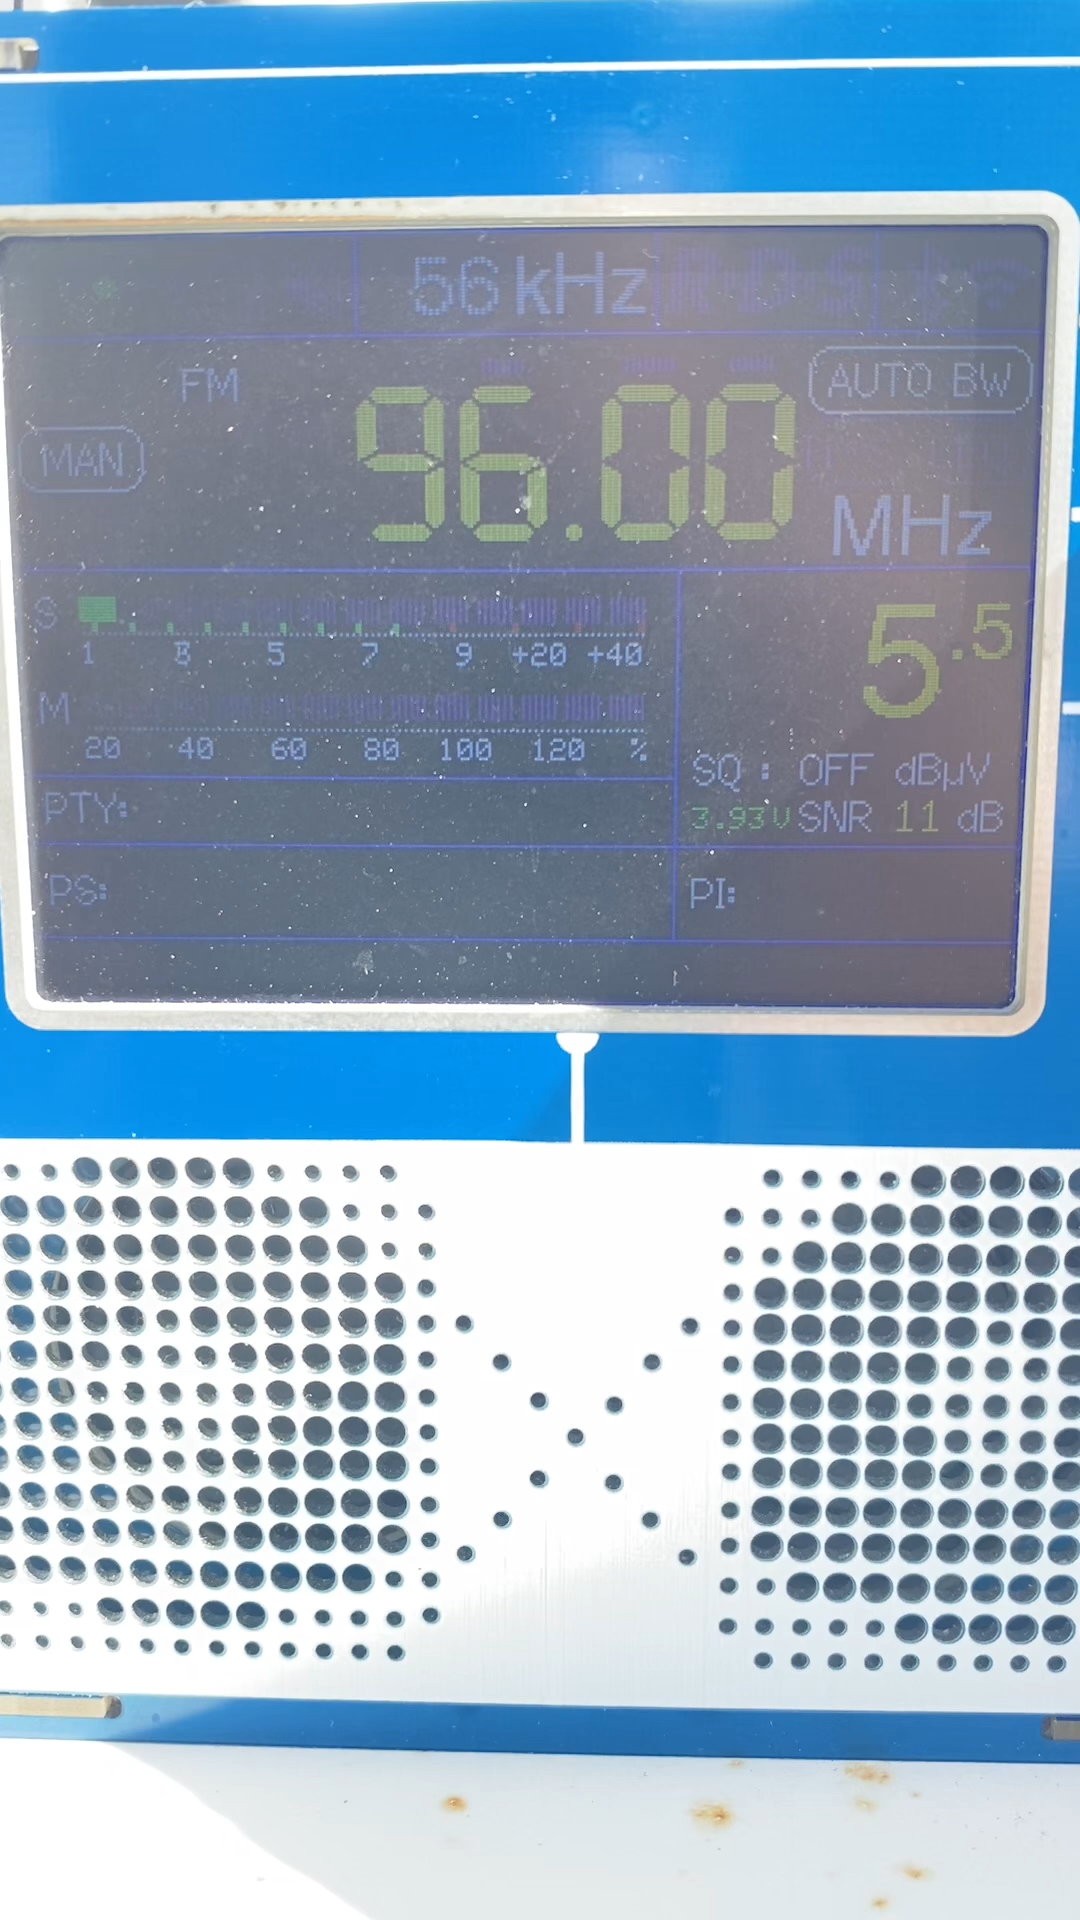 56 kHz
FM 96.00 AUTO BW
MAN MHz
S
1 3 5 7 9 +20 +40
5.5
M
20 40 60 80 100 120 %
SQ : OFF dBµV
PTY:
3.93V SNR 11 dB
PS:
PI: